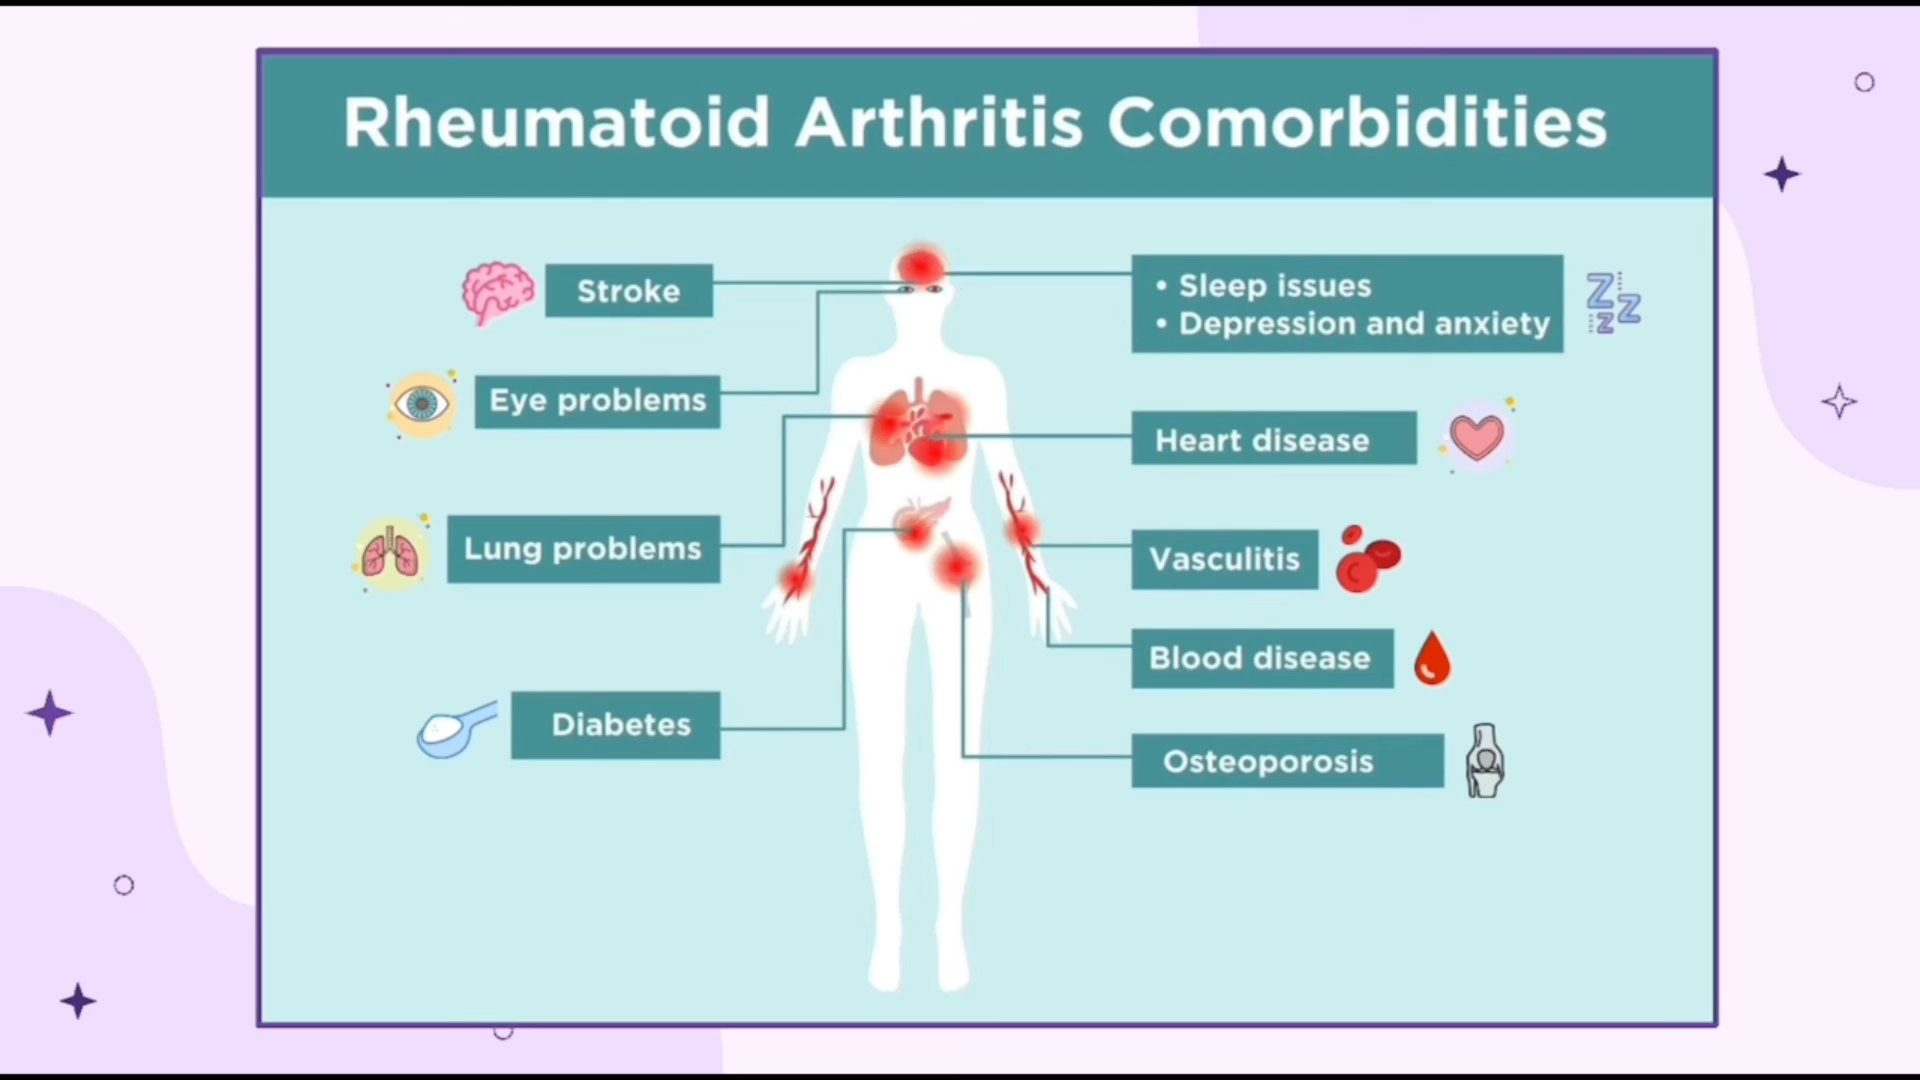 Rheumatoid Arthritis Comorbidities
Stroke
Eye problems
Lung problems
Diabetes
• Sleep issues
• Depression and anxiety
Heart disease
Vasculitis
Blood disease
Osteoporosis